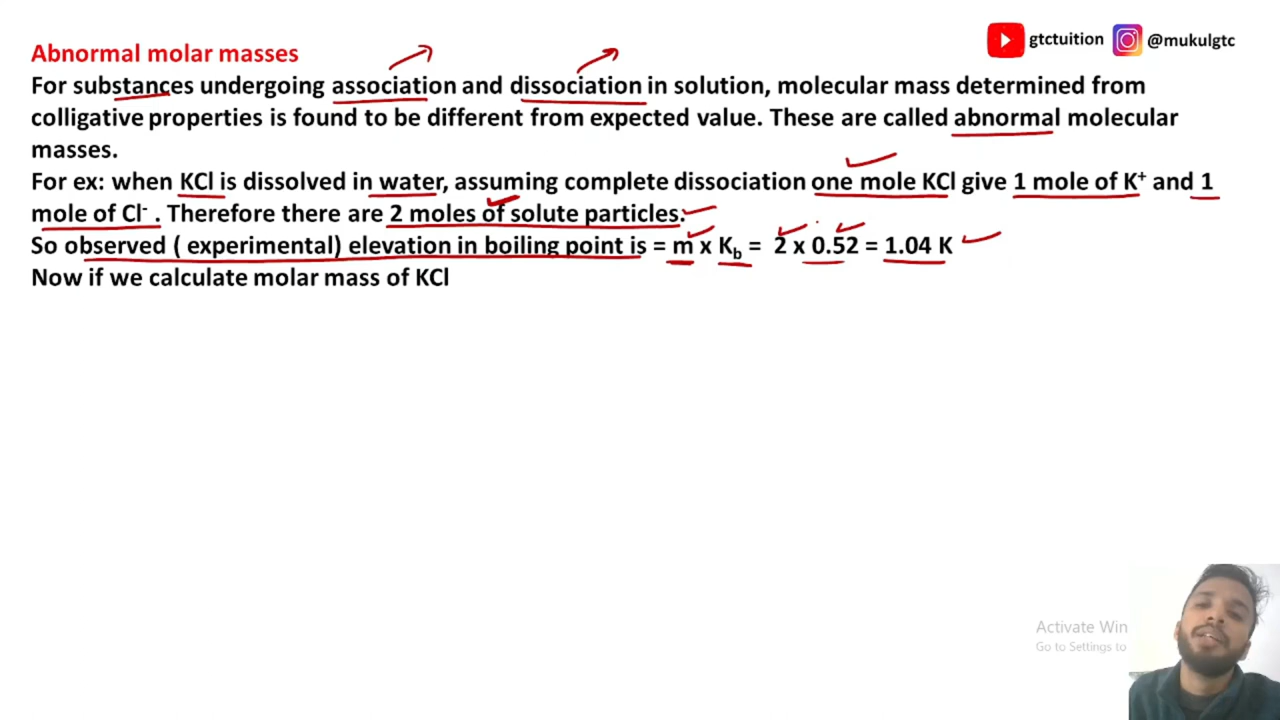 Abnormal molar masses
gtctuition @mukulgtc
For substances undergoing association and dissociation in solution, molecular mass determined from
colligative properties is found to be different from expected value. These are called abnormal molecular
masses.
For ex: when KCl is dissolved in water, assuming complete dissociation one mole KCl give 1 mole of K⁺ and 1
mole of Cl⁻ . Therefore there are 2 moles of solute particles.
So observed ( experimental) elevation in boiling point is = m x K_b = 2 x 0.52 = 1.04 K
Now if we calculate molar mass of KCl
Activate Win
Go to Settings to